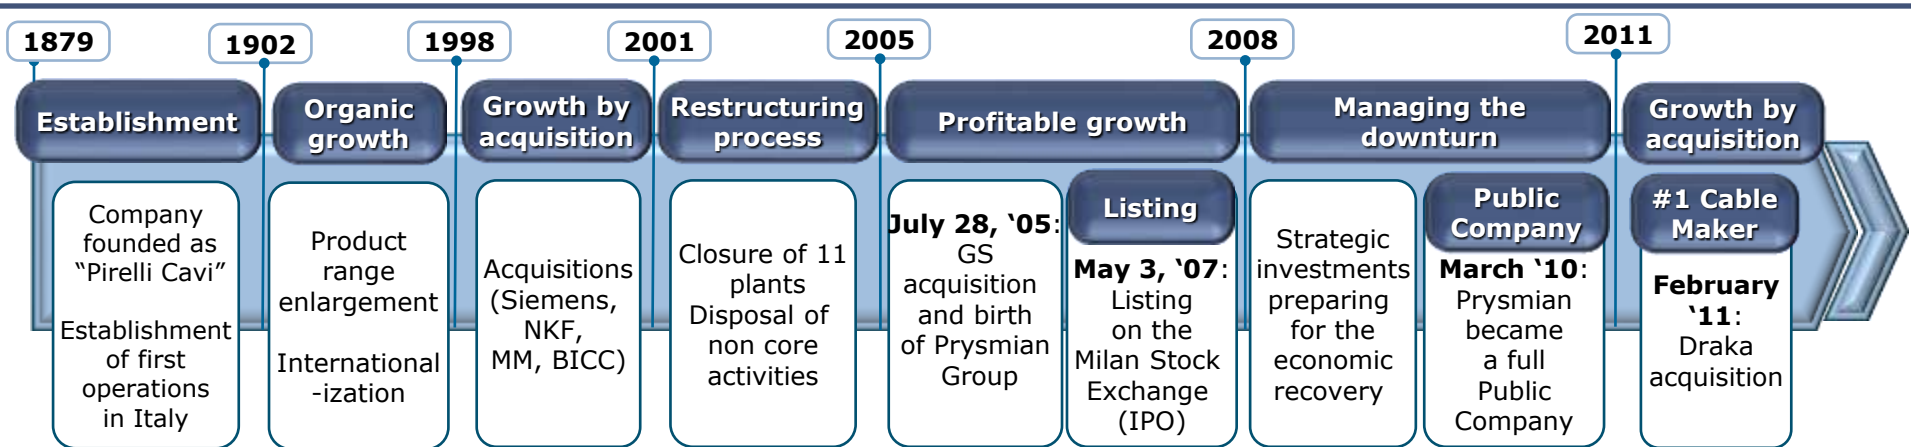 1879
1902
1998
2001
2005
2008
2011
Establishment
Organic
growth
Growth by
acquisition
Restructuring
process
Profitable growth
Managing the
downturn
Growth by
acquisition
Company
founded as
“Pirelli Cavi”
Establishment
of first
operations
in Italy
Product
range
enlargement
International
-ization
Acquisitions
(Siemens,
NKF,
MM, BICC)
Closure of 11
plants
Disposal of
non core
activities
July 28, ‘05:
GS
acquisition
and birth
of Prysmian
Group
Listing
May 3, ‘07:
Listing
on the
Milan Stock
Exchange
(IPO)
Strategic
investments
preparing
for the
economic
recovery
Public
Company
March ‘10:
Prysmian
became
a full
Public
Company
#1 Cable
Maker
February
‘11:
Draka
acquisition